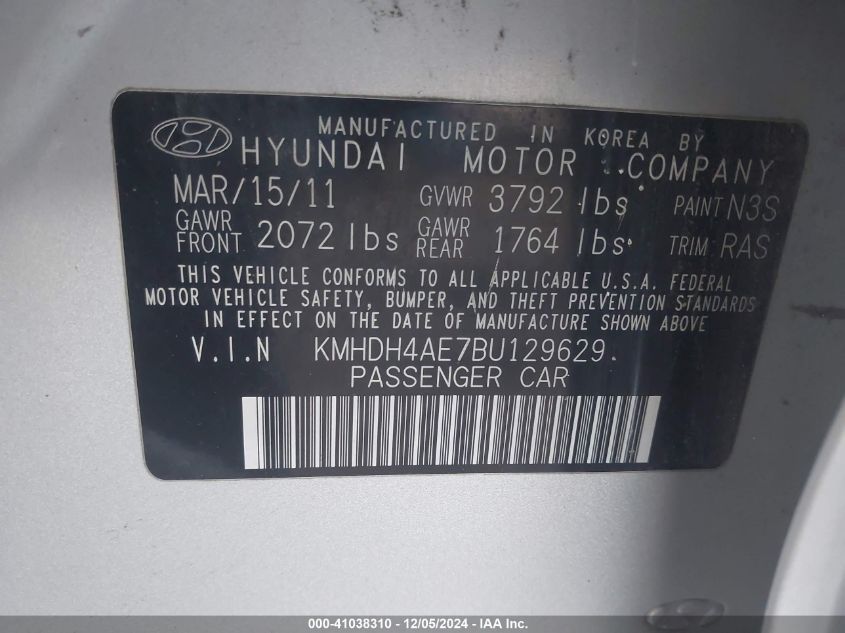 MANUFACTURED IN KOREA BY
HYUNDAI MOTOR COMPANY
MAR/15/11 GVWR 3792 lbs PAINT N3S
GAWR FRONT 2072 lbs GAWR REAR 1764 lbs TRIM RAS
THIS VEHICLE CONFORMS TO ALL APPLICABLE U.S.A. FEDERAL
MOTOR VEHICLE SAFETY, BUMPER, AND THEFT PREVENTION STANDARDS
IN EFFECT ON THE DATE OF MANUFACTURE SHOWN ABOVE
V.I.N KMHDH4AE7BU129629
PASSENGER CAR
000-41038310 - 12/05/2024 - IAA Inc.